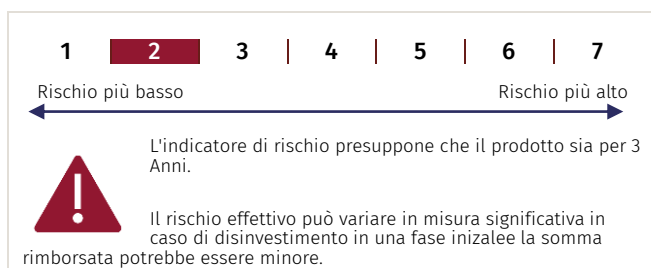 1 2 3 4 5 6 7
Rischio più basso Rischio più alto
L'indicatore di rischio presuppone che il prodotto sia per 3
Anni.
Il rischio effettivo può variare in misura significativa in
caso di disinvestimento in una fase inizalee la somma
rimborsata potrebbe essere minore.